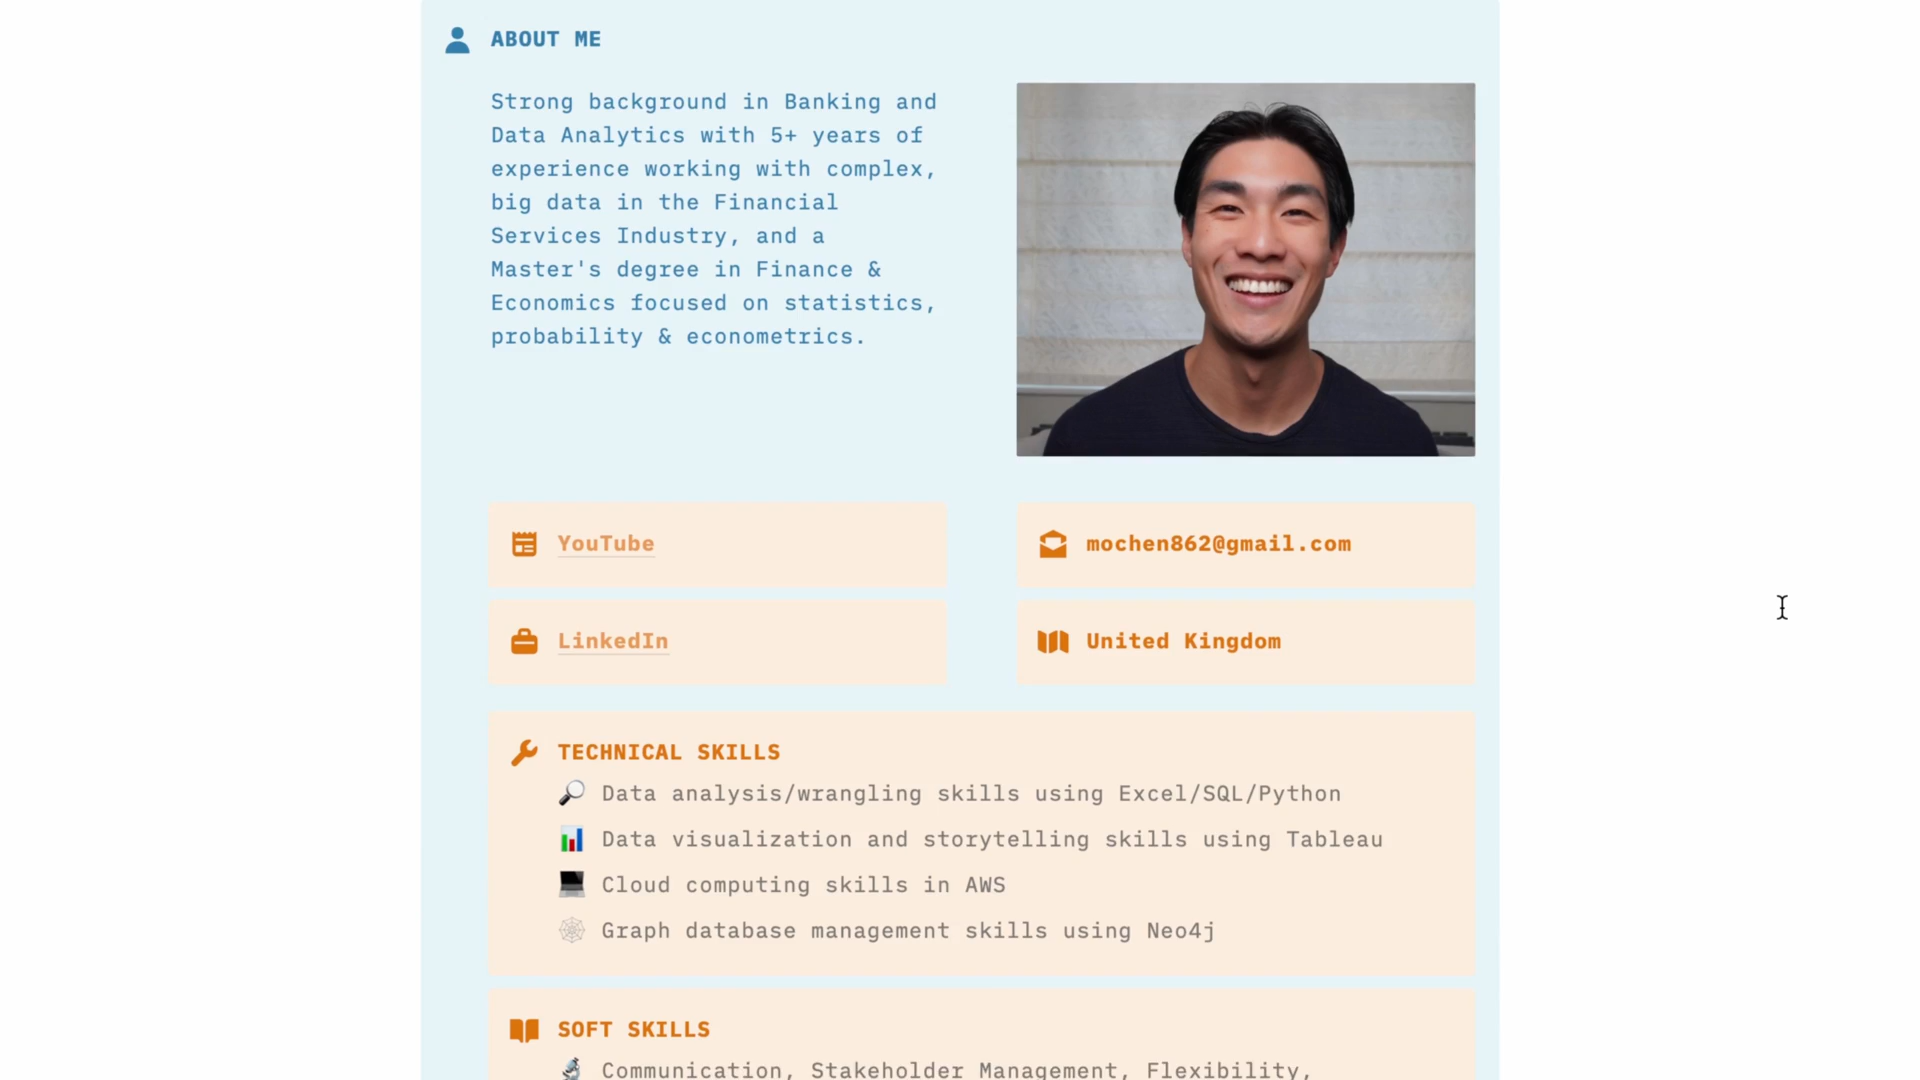 ABOUT ME
Strong background in Banking and
Data Analytics with 5+ years of
experience working with complex,
big data in the Financial
Services Industry, and a
Master's degree in Finance &
Economics focused on statistics,
probability & econometrics.
YouTube
mochen862@gmail.com
LinkedIn
United Kingdom
TECHNICAL SKILLS
Data analysis/wrangling skills using Excel/SQL/Python
Data visualization and storytelling skills using Tableau
Cloud computing skills in AWS
Graph database management skills using Neo4j
SOFT SKILLS
Communication, Stakeholder Management, Flexibility,